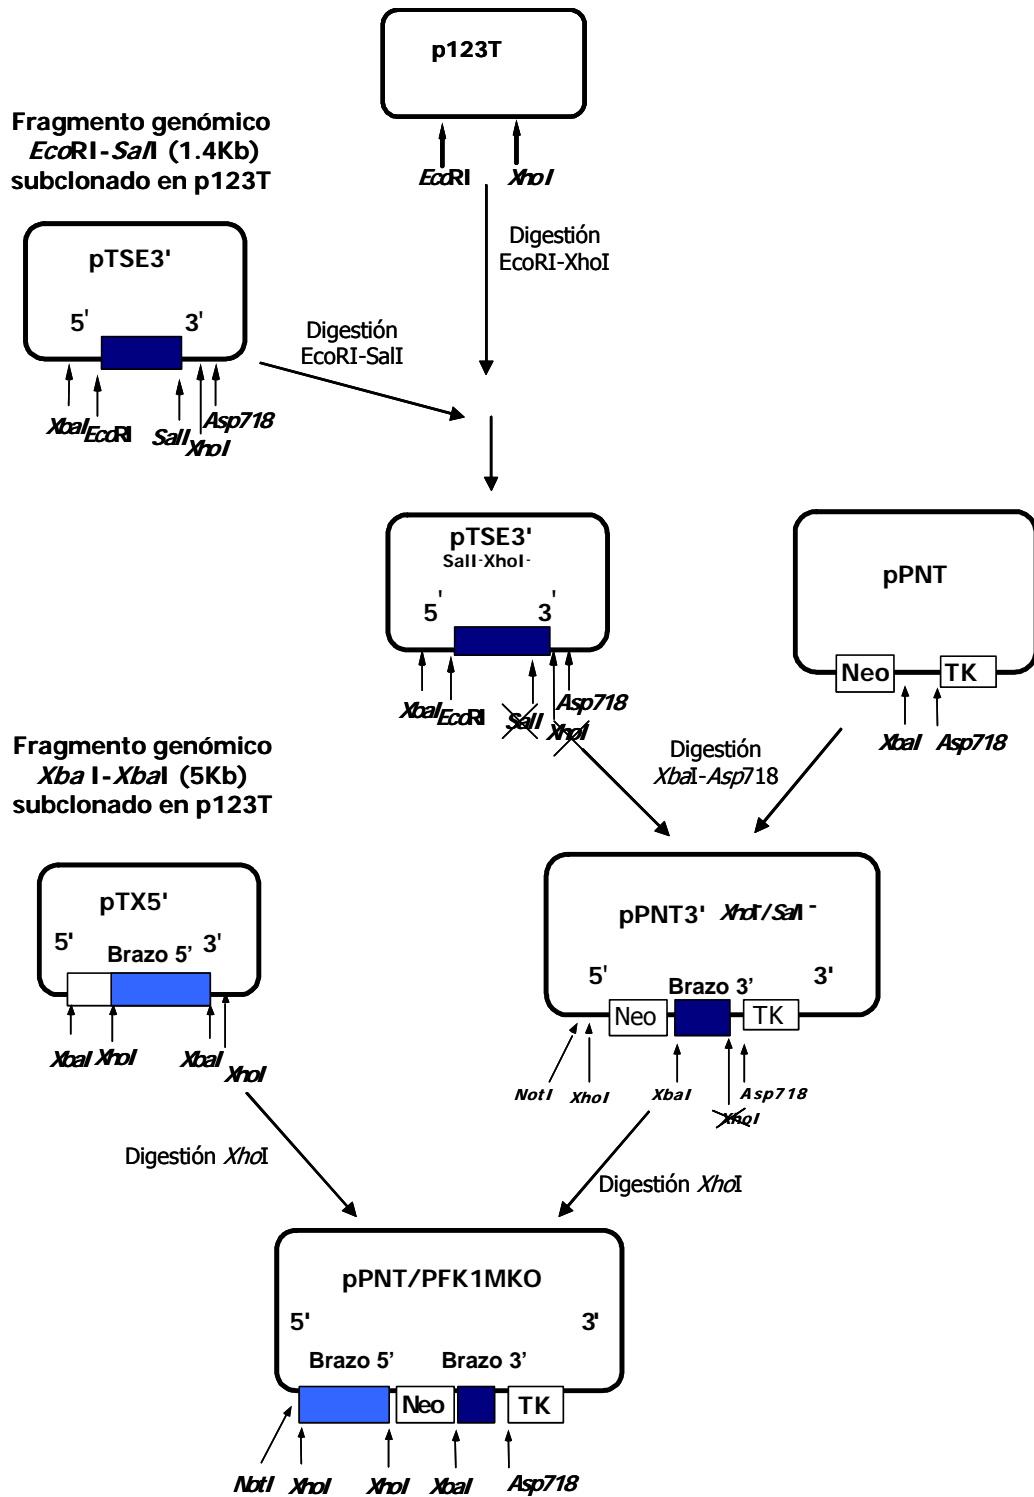 p123T
EcoRI XhoI
Fragmento genómico
EcoRI-SalI (1.4Kb)
subclonado en p123T
Digestión
EcoRI-XhoI
pTSE3'
5' 3'
XbaI EcoRI SalI XhoI Asp718
Digestión
EcoRI-SalI
pTSE3'
SalI-XhoI-
5' 3'
XbaI EcoRI SalI XhoI Asp718
pPNT
Neo TK
XbaI Asp718
Digestión
XbaI-Asp718
Fragmento genómico
Xba I-XbaI (5Kb)
subclonado en p123T
pTX5'
5' Brazo 5' 3'
XbaI XhoI XbaI XhoI
pPNT3' XhoI-/SalI-
5' Brazo 3' 3'
Neo TK
NotI XhoI XbaI XhoI Asp718
Digestión XhoI
Digestión XhoI
pPNT/PFK1MKO
5' 3'
Brazo 5' Brazo 3'
Neo TK
NotI XhoI XhoI XbaI Asp718